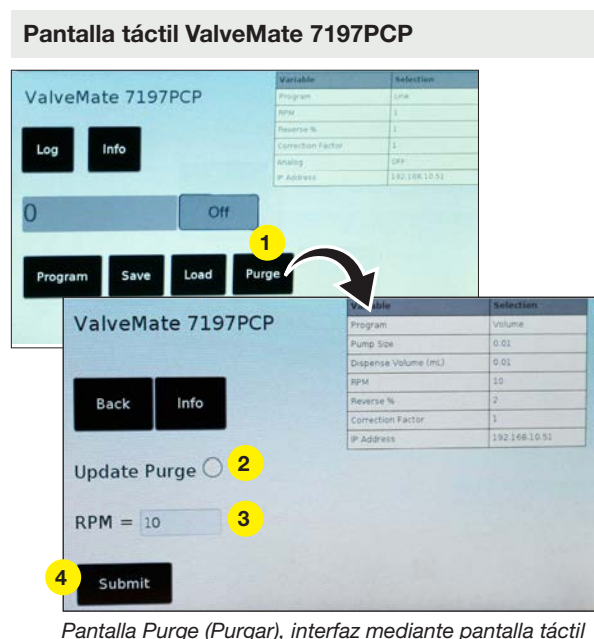 Pantalla táctil ValveMate 7197PCP
ValveMate 7197PCP
Variable Selection
Program Line
RPM 1
Reverse % 1
Correction Factor 1
Analog OFF
IP Address 192.168.10.51
Log Info
0 Off
1
Program Save Load Purge
ValveMate 7197PCP
Selection
Program Volume
Pump Size 0.01
Dispense Volume (mL) 0.01
RPM 10
Reverse % 2
Correction Factor 1
IP Address 192.168.10.51
Back Info
Update Purge 2
RPM = 10 3
4 Submit
Pantalla Purge (Purgar), interfaz mediante pantalla táctil